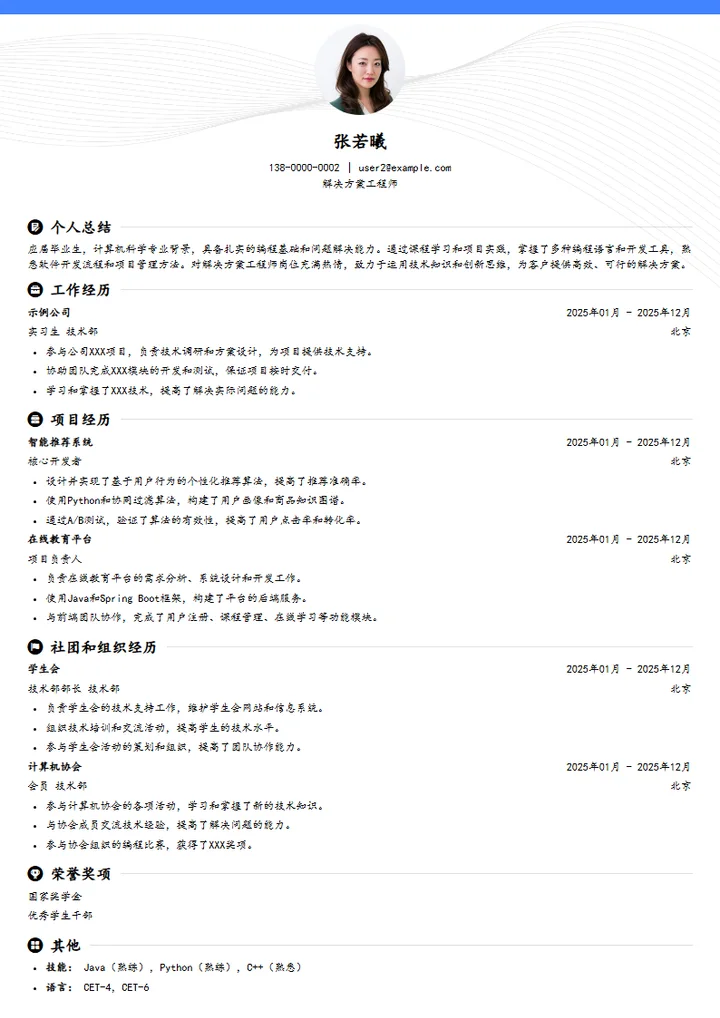 张若曦
138-0000-0002 | user2@example.com
解决方案工程师
个人总结
应届毕业生，计算机科学专业背景，具备扎实的编程基础和问题解决能力。通过课程学习和项目实践，掌握了多种编程语言和开发工具，熟
悉软件开发流程和项目管理方法。对解决方案工程师岗位充满热情，致力于运用技术知识和创新思维，为客户提供高效、可行的解决方案。
工作经历
示例公司 2025年01月 - 2025年12月
实习生 技术部 北京
• 参与公司XXX项目，负责技术调研和方案设计，为项目提供技术支持。
• 协助团队完成XXX模块的开发和测试，保证项目按时交付。
• 学习和掌握了XXX技术，提高了解决实际问题的能力。
项目经历
智能推荐系统 2025年01月 - 2025年12月
核心开发者 北京
• 设计并实现了基于用户行为的个性化推荐算法，提高了推荐准确率。
• 使用Python和协同过滤算法，构建了用户画像和商品知识图谱。
• 通过A/B测试，验证了算法的有效性，提高了用户点击率和转化率。
在线教育平台 2025年01月 - 2025年12月
项目负责人 北京
• 负责在线教育平台的需求分析、系统设计和开发工作。
• 使用Java和Spring Boot框架，构建了平台的后端服务。
• 与前端团队协作，完成了用户注册、课程管理、在线学习等功能模块。
社团和组织经历
学生会 2025年01月 - 2025年12月
技术部部长 技术部 北京
• 负责学生会的技术支持工作，维护学生会网站和信息系统。
• 组织技术培训和交流活动，提高学生的技术水平。
• 参与学生会活动的策划和组织，提高了团队协作能力。
计算机协会 2025年01月 - 2025年12月
会员 技术部 北京
• 参与计算机协会的各项活动，学习和掌握了新的技术知识。
• 与协会成员交流技术经验，提高了解决问题的能力。
• 参与协会组织的编程比赛，获得了XXX奖项。
荣誉奖项
国家奖学金
优秀学生干部
其他
• 技能： Java（熟练），Python（熟练），C++（熟悉）
• 语言： CET-4，CET-6